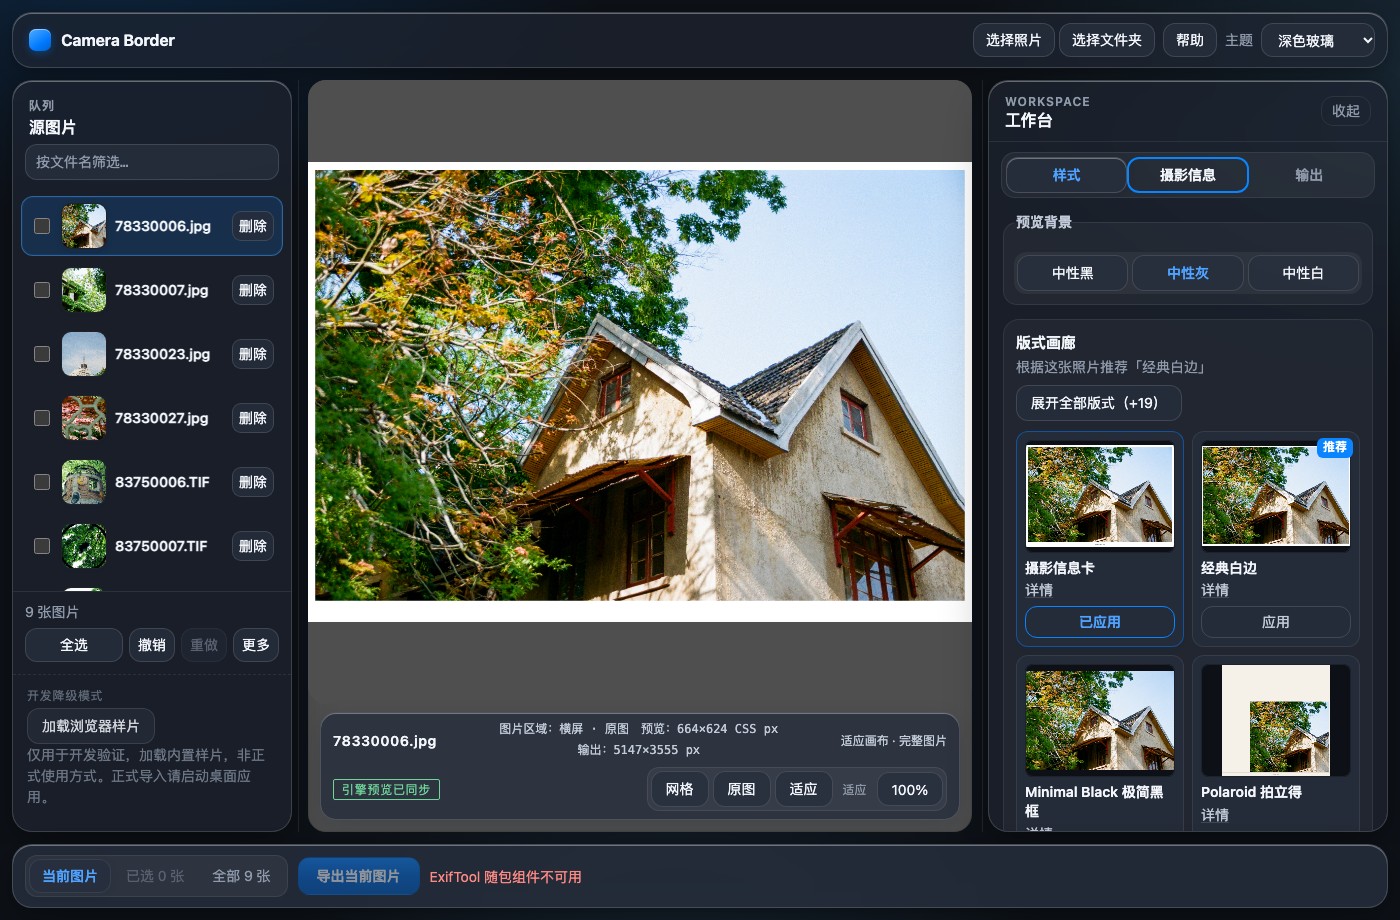 Camera Border
选择照片
选择文件夹
帮助
主题
深色玻璃
队列
源图片
按文件名筛选…
78330006.jpg
删除
78330007.jpg
删除
78330023.jpg
删除
78330027.jpg
删除
83750006.TIF
删除
83750007.TIF
删除
9 张图片
全选
撤销
重做
更多
开发降级模式
加载浏览器样片
仅用于开发验证，加载内置样片，非正
式使用方式。正式导入请启动桌面应
用。
78330006.jpg
图片区域: 横屏 · 原图 预览: 664×624 CSS px
输出: 5147×3555 px
适应画布 · 完整图片
引擎预览已同步
网格
原图
适应
适应
100%
WORKSPACE
工作台
收起
样式
摄影信息
输出
预览背景
中性黑
中性灰
中性白
版式画廊
根据这张照片推荐「经典白边」
展开全部版式（+19）
摄影信息卡
详情
已应用
推荐
经典白边
详情
应用
Minimal Black 极简黑
框
详情
Polaroid 拍立得
详情
当前图片
已选 0 张
全部 9 张
导出当前图片
ExifTool 随包组件不可用